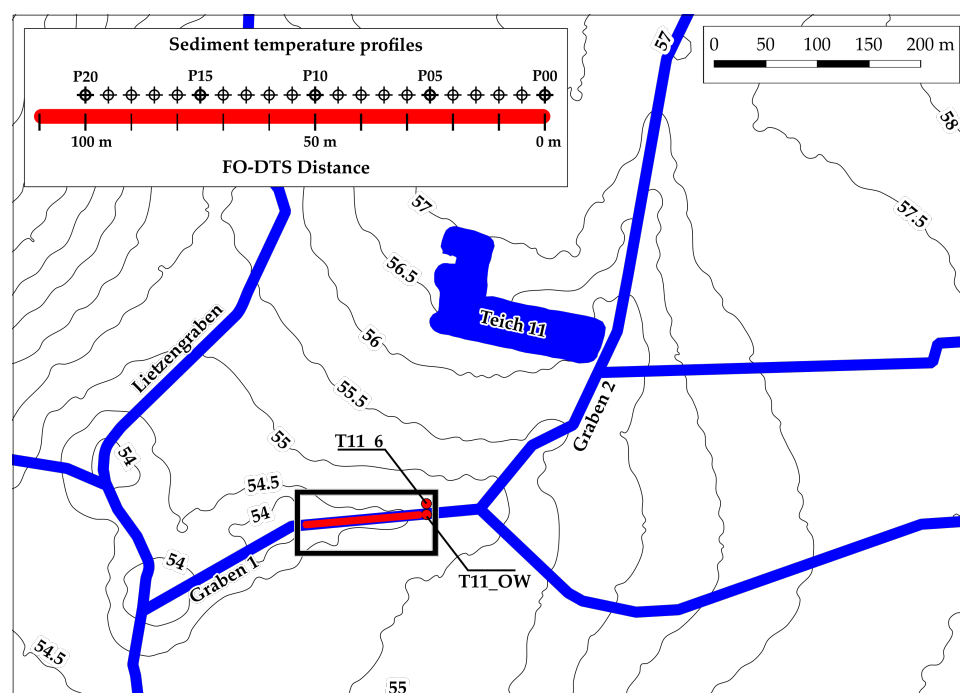 Sediment temperature profiles
P20 P15 P10 P05 P00
100 m 50 m 0 m
FO-DTS Distance
0 50 100 150 200 m
57
58
57.5
57
56.5
Teich 11
56
Lietzengraben
55.5
Graben 2
55
T11_6
54
54.5
54
54
Graben 1
T11_OW
54.5
55